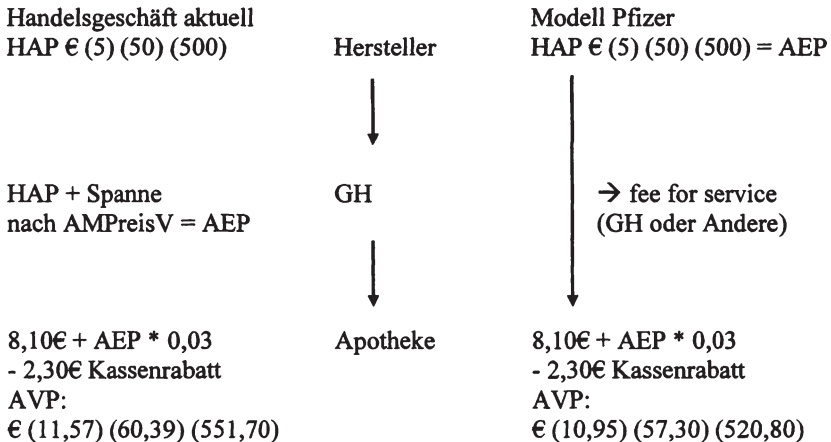 Handelsgeschäft aktuell
HAP € (5) (50) (500)
Hersteller
Modell Pfizer
HAP € (5) (50) (500) = AEP
HAP + Spanne
nach AMPreisV = AEP
GH
→ fee for service
(GH oder Andere)
8,10€ + AEP * 0,03
- 2,30€ Kassenrabatt
AVP:
€ (11,57) (60,39) (551,70)
Apotheke
8,10€ + AEP * 0,03
- 2,30€ Kassenrabatt
AVP:
€ (10,95) (57,30) (520,80)